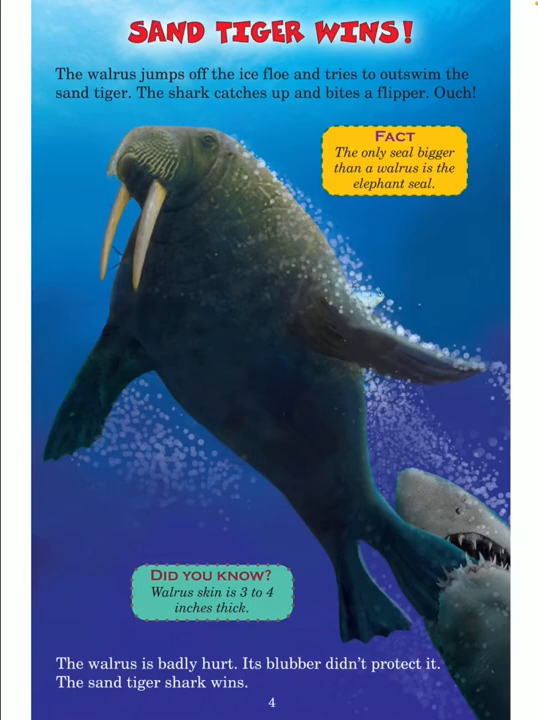 SAND TIGER WINS!
The walrus jumps off the ice floe and tries to outswim the
sand tiger. The shark catches up and bites a flipper. Ouch!
FACT
The only seal bigger
than a walrus is the
elephant seal.
DID YOU KNOW?
Walrus skin is 3 to 4
inches thick.
The walrus is badly hurt. Its blubber didn't protect it.
The sand tiger shark wins.
4